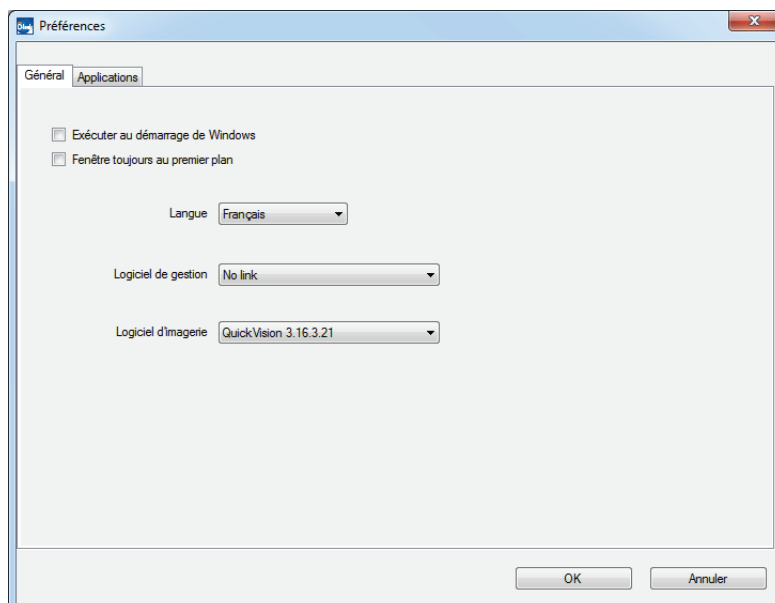 Préférences
Général Applications
Exécuter au démarrage de Windows
Fenêtre toujours au premier plan
Langue Français
Logiciel de gestion No link
Logiciel d'imagerie QuickVision 3.16.3.21
OK Annuler